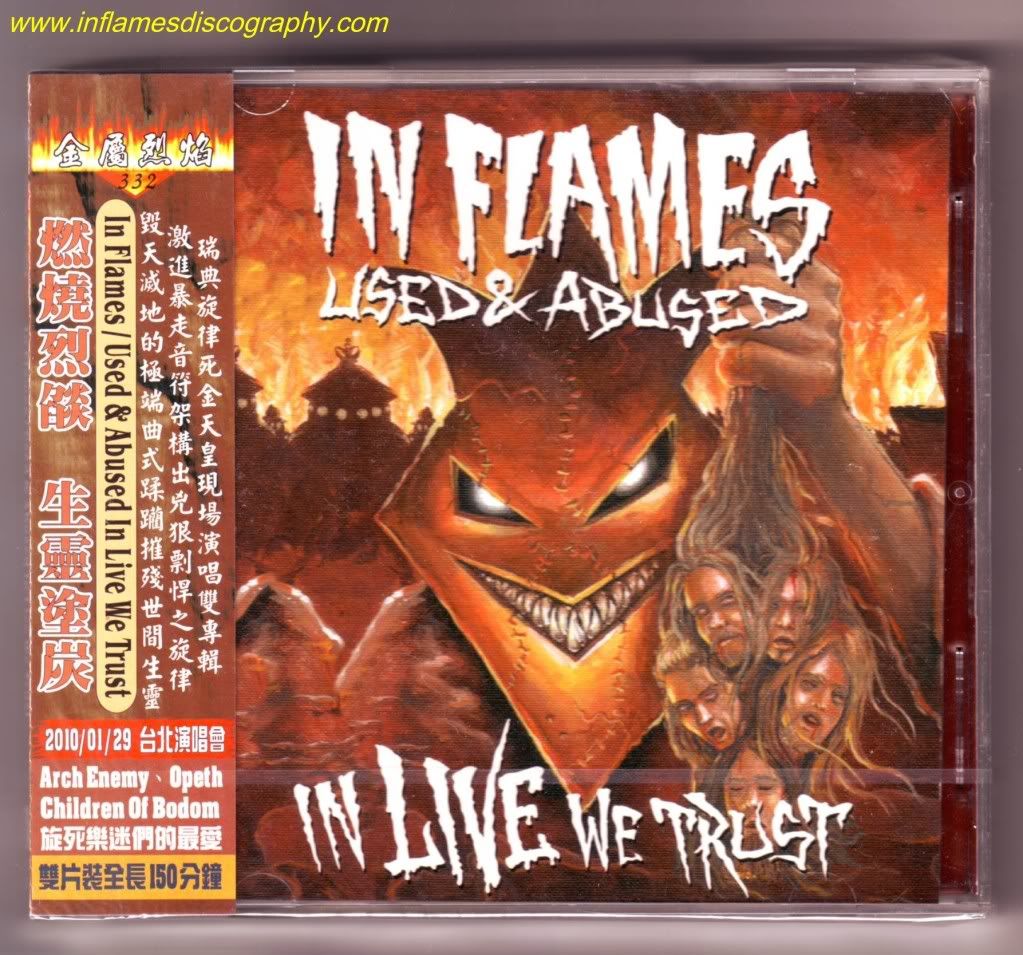 www.inflamesdiscography.com
金屬烈焰
332
瑞典旋律死金天皇現場演唱雙專輯
激進暴走音符架構出兇狠剽悍之旋律
毀天滅地的極端曲式蹂躪摧殘世間生靈
In Flames / Used & Abused In Live We Trust
燃燒烈燄 生靈塗炭
2010/01/29 台北演唱會
Arch Enemy、Opeth
Children Of Bodom
旋死樂迷們的最愛
雙片裝全長150分鐘
IN FLAMES
USED & ABUSED
IN LIVE WE TRUST